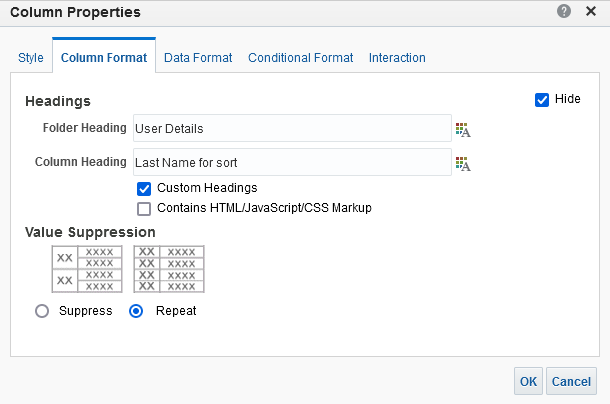 Column Properties
Style Column Format Data Format Conditional Format Interaction
Headings
Hide
Folder Heading User Details
Column Heading Last Name for sort
Custom Headings
Contains HTML/JavaScript/CSS Markup
Value Suppression
XX XXXX XX XXXX
XXXX XX XXXX
XX XXXX XX XXXX
XXXX XX XXXX
Suppress Repeat
OK Cancel